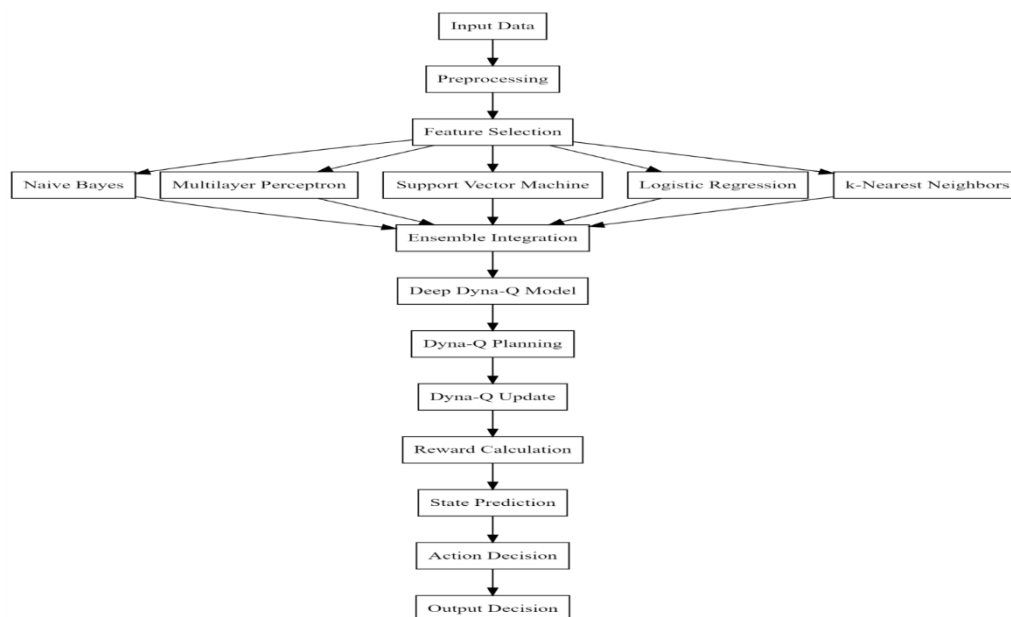 Input Data
Preprocessing
Feature Selection
Naive Bayes
Multilayer Perceptron
Support Vector Machine
Logistic Regression
k-Nearest Neighbors
Ensemble Integration
Deep Dyna-Q Model
Dyna-Q Planning
Dyna-Q Update
Reward Calculation
State Prediction
Action Decision
Output Decision